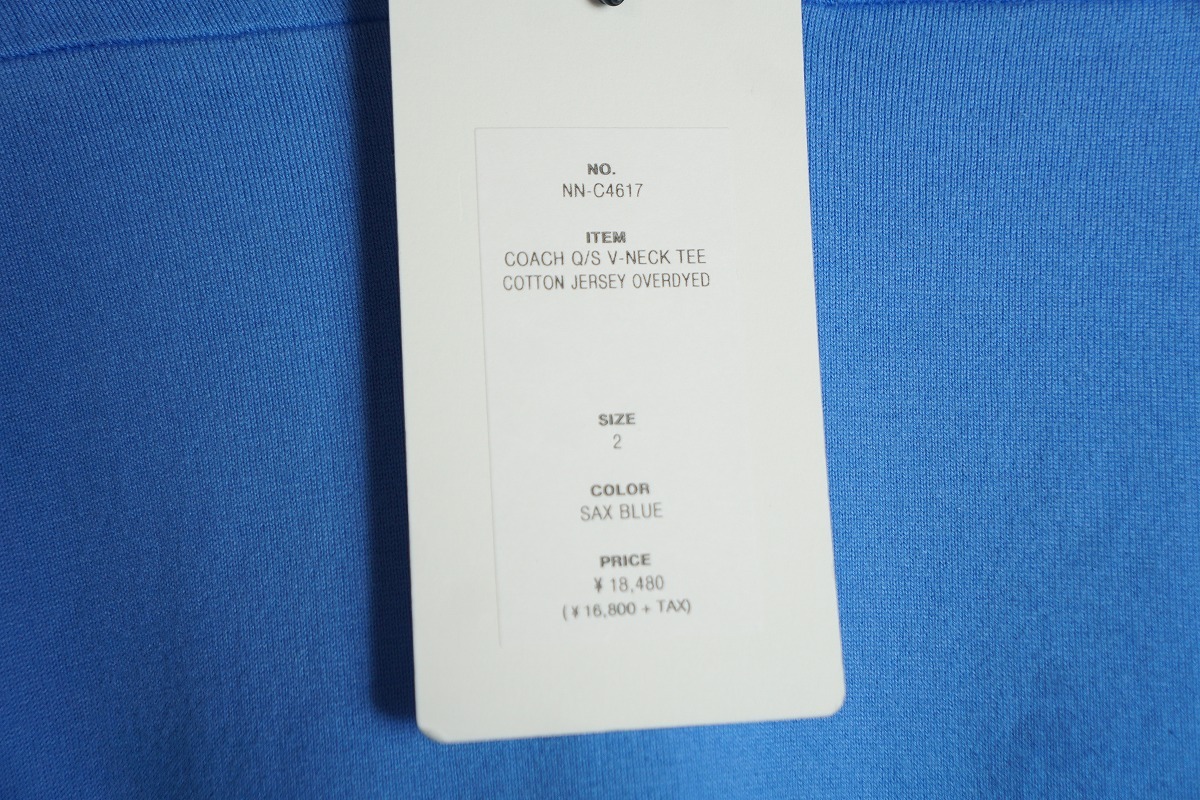 NO.
NN-C4617
ITEM
COACH Q/S V-NECK TEE
COTTON JERSEY OVERDYED
SIZE
2
COLOR
SAX BLUE
PRICE
¥ 18,480
(¥16,800 + TAX)